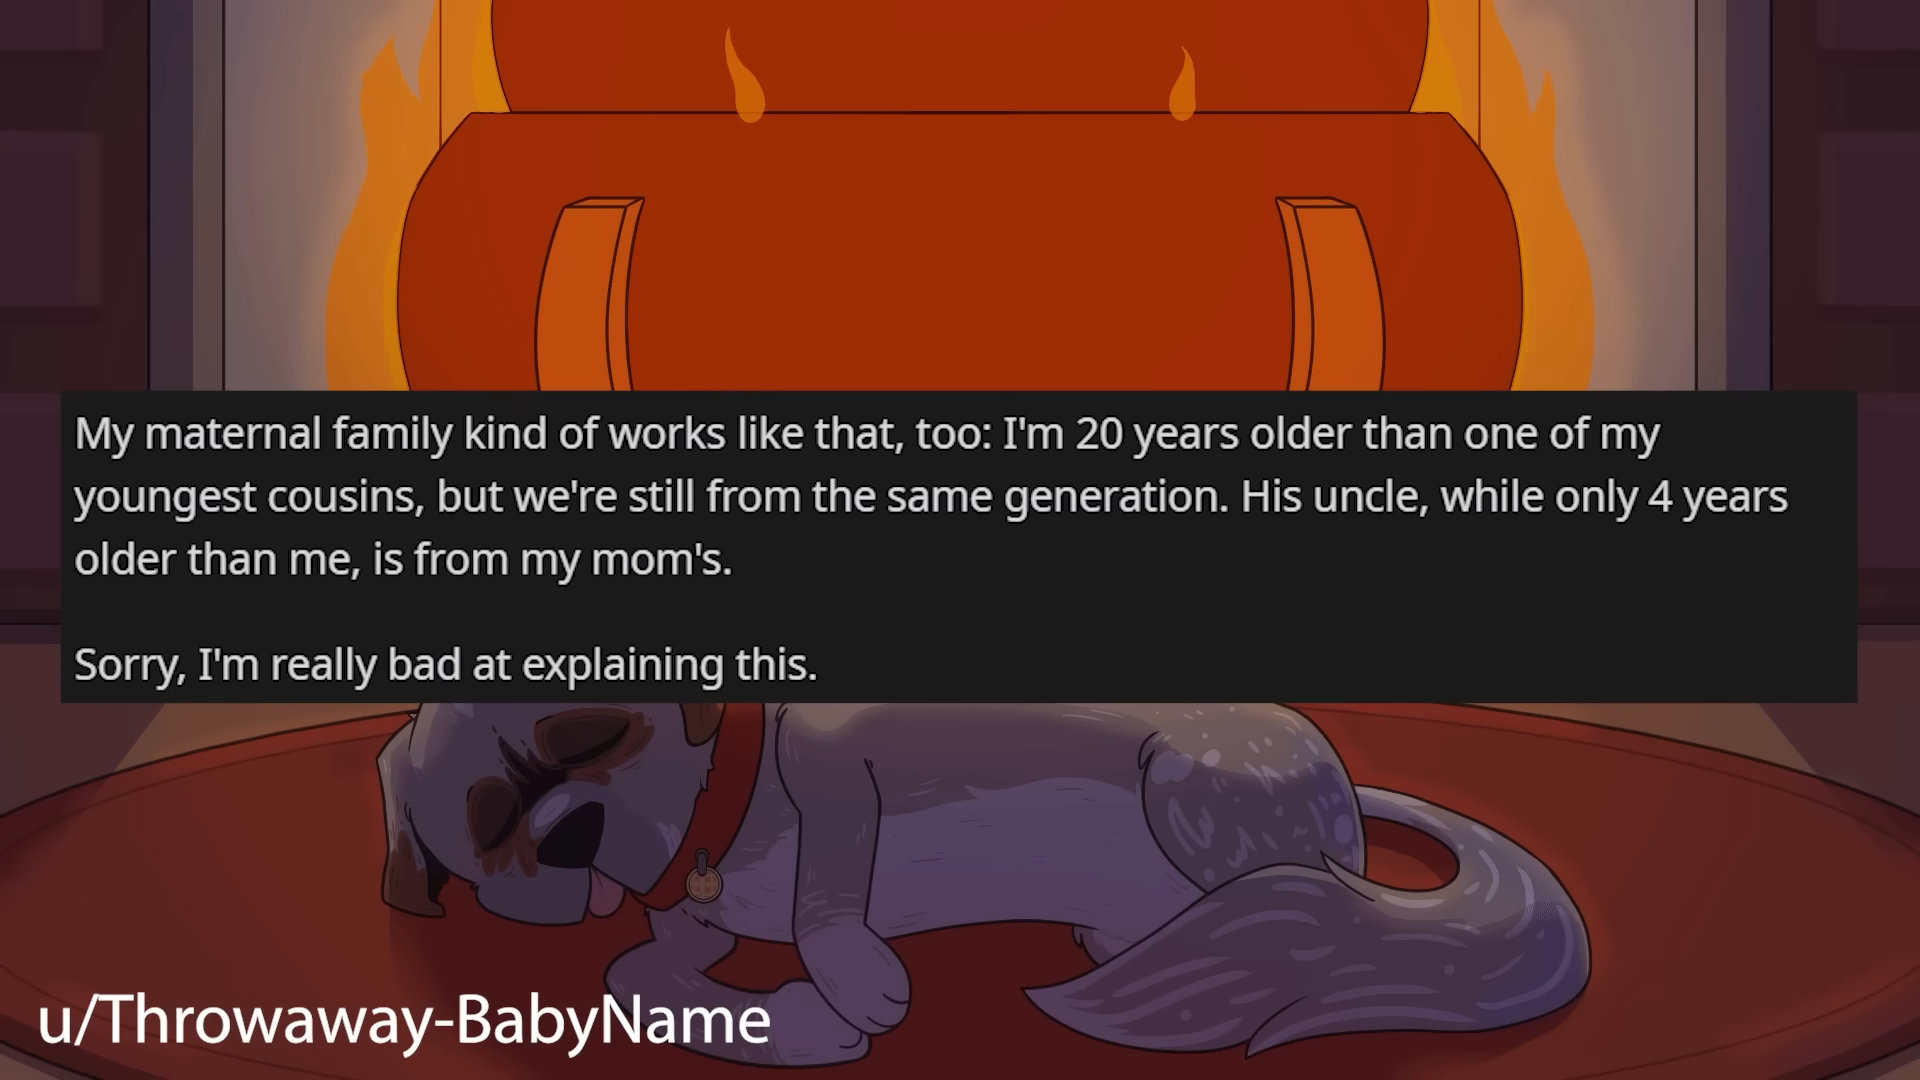 My maternal family kind of works like that, too: I'm 20 years older than one of my
youngest cousins, but we're still from the same generation. His uncle, while only 4 years
older than me, is from my mom's.
Sorry, I'm really bad at explaining this.
u/Throwaway-BabyName